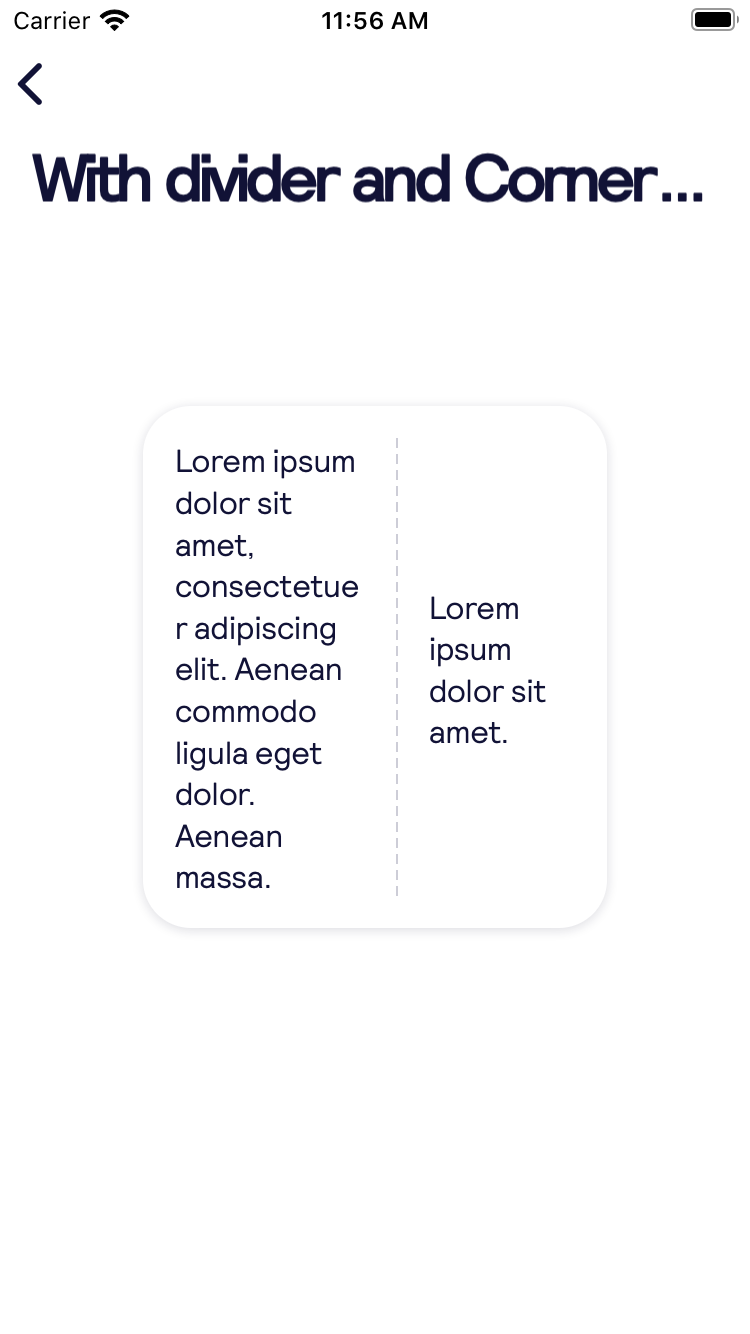 Carrier 11:56 AM
With divider and Corner...
Lorem ipsum
dolor sit
amet,
consectetue
r adipiscing
elit. Aenean
commodo
ligula eget
dolor.
Aenean
massa.
Lorem
ipsum
dolor sit
amet.